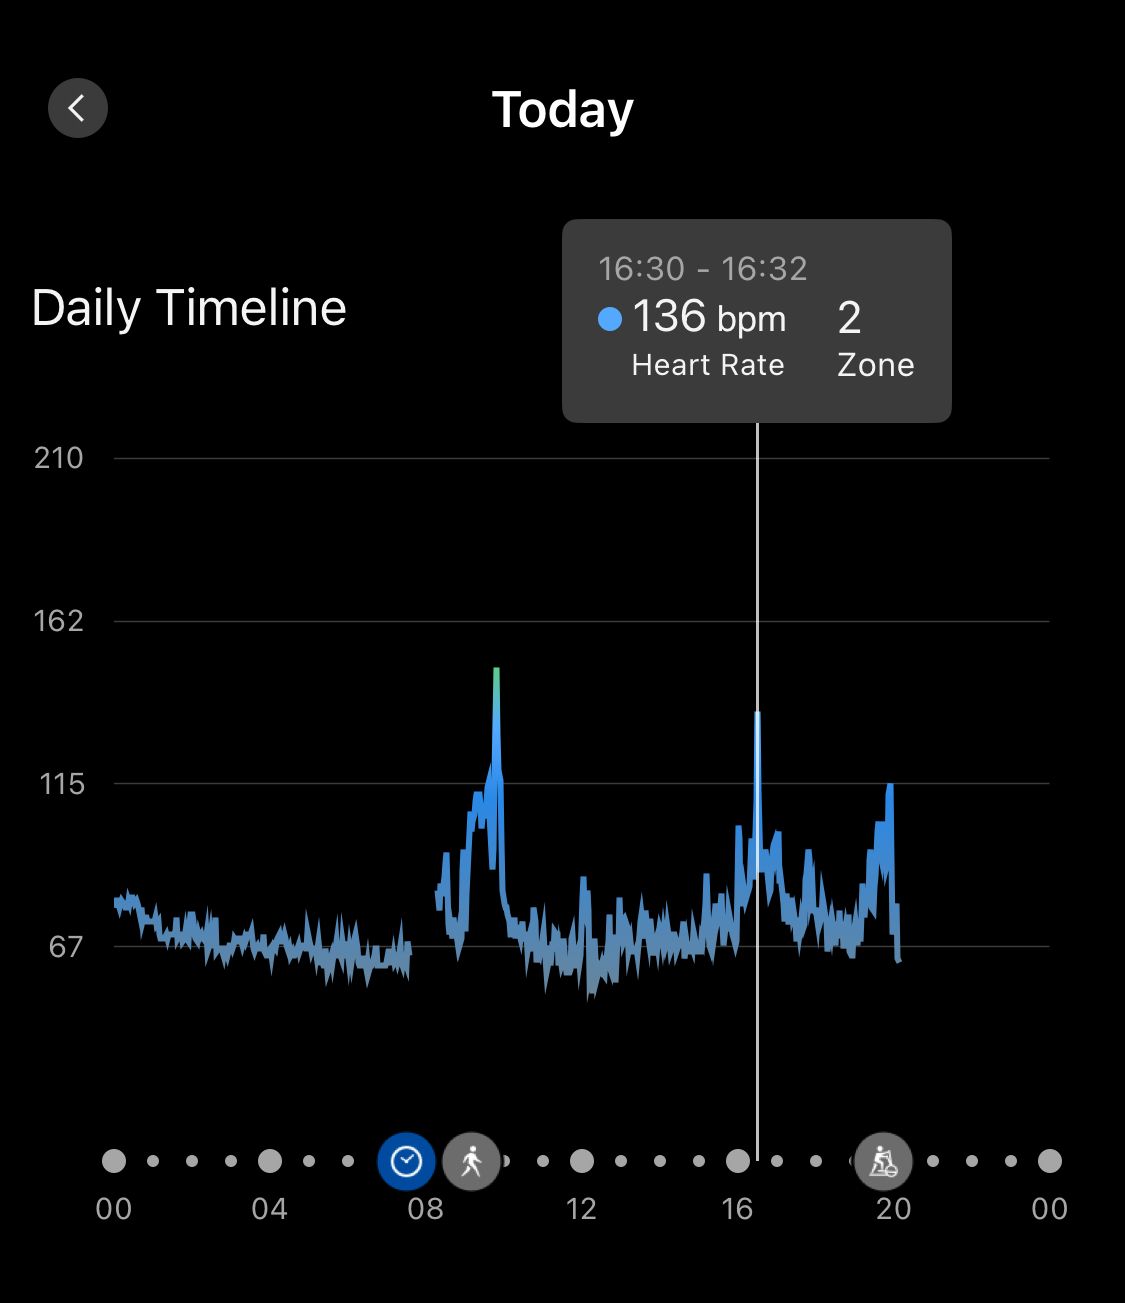 Today
16:30 - 16:32
136 bpm 2
Heart Rate Zone
Daily Timeline
210
162
115
67
00 04 08 12 16 20 00